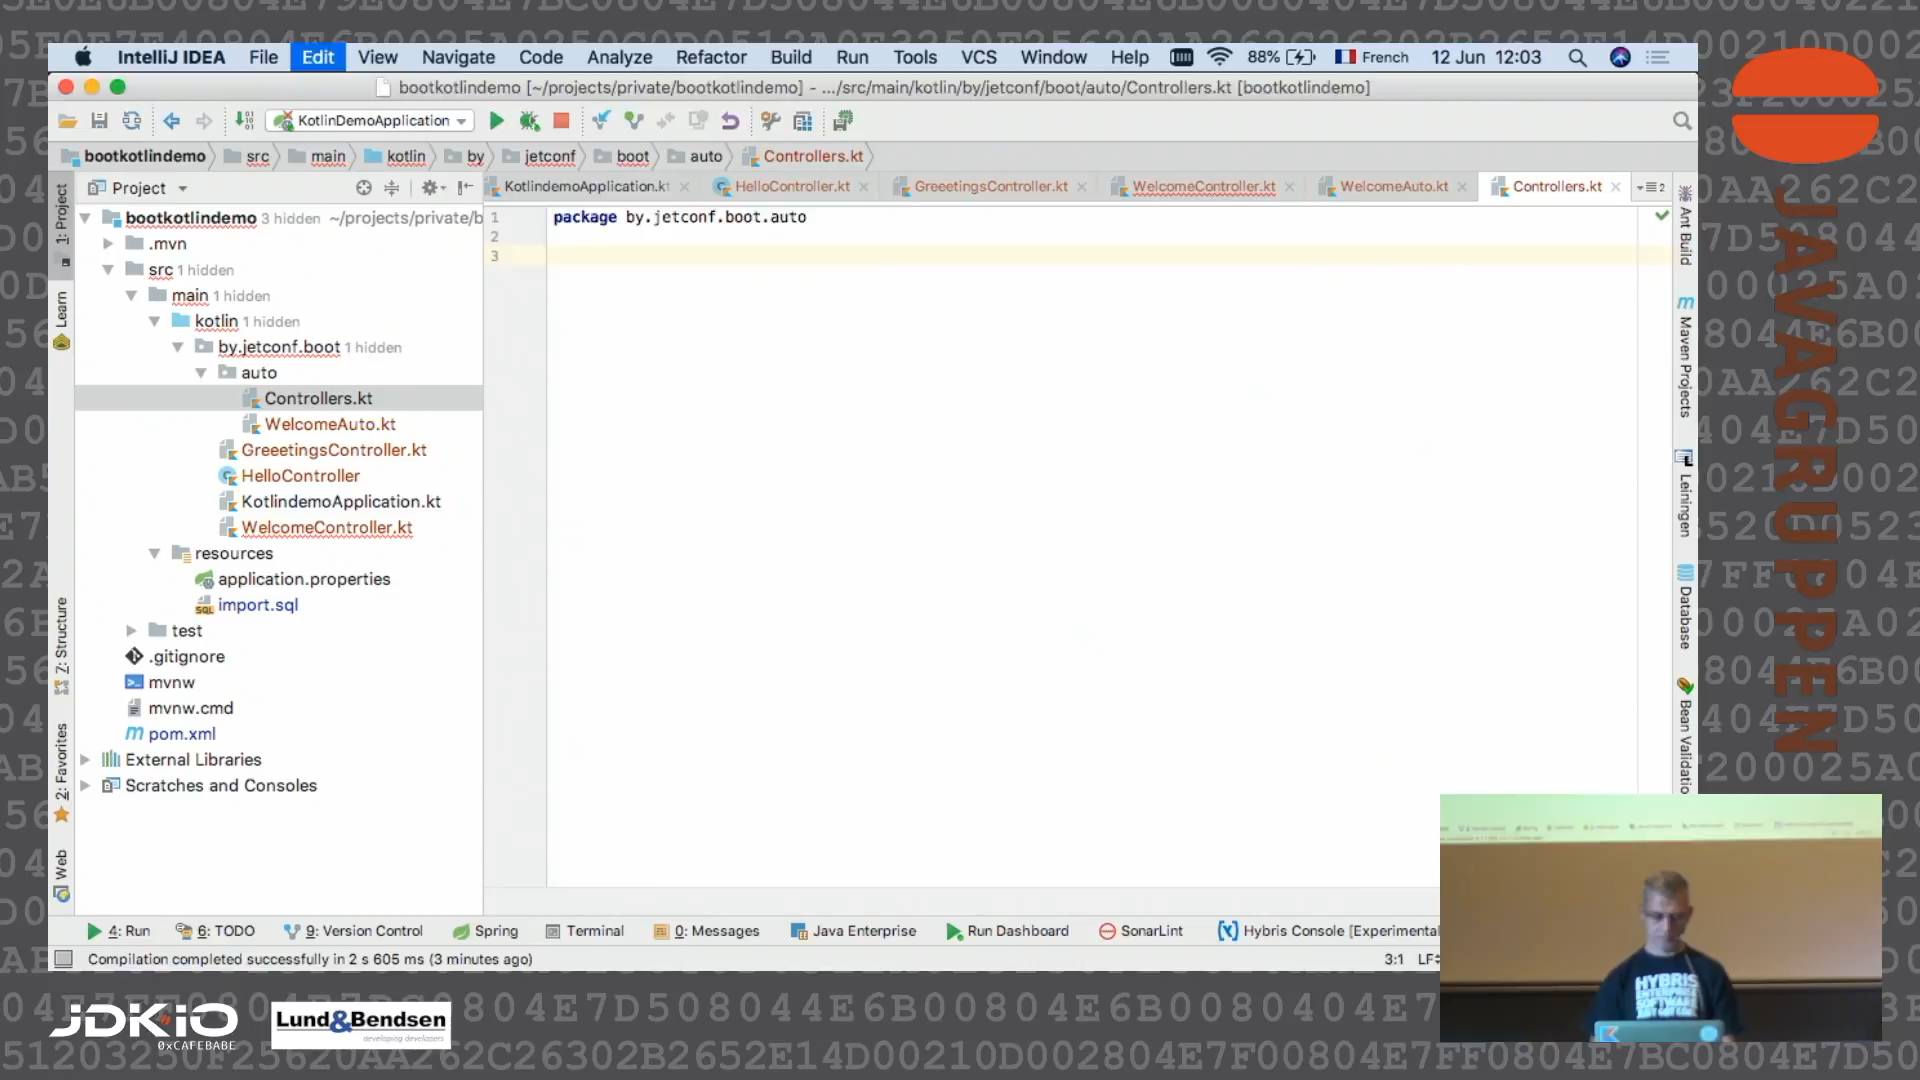 IntelliJ IDEA File Edit View Navigate Code Analyze Refactor Build Run Tools VCS Window Help 88% French 12 Jun 12:03
bootkotlindemo [~/projects/private/bootkotlindemo] - .../src/main/kotlin/by/jetconf/boot/auto/Controllers.kt [bootkotlindemo]
KotlinDemoApplication
bootkotlindemo src main kotlin by jetconf boot auto Controllers.kt
Project
KotlindemoApplication.kt HelloController.kt GreeetingsController.kt WelcomeController.kt WelcomeAuto.kt Controllers.kt 2
bootkotlindemo 3 hidden ~/projects/private/b
.mvn
src 1 hidden
main 1 hidden
kotlin 1 hidden
by.jetconf.boot 1 hidden
auto
Controllers.kt
WelcomeAuto.kt
GreeetingsController.kt
HelloController
KotlindemoApplication.kt
WelcomeController.kt
resources
application.properties
import.sql
test
.gitignore
mvnw
mvnw.cmd
pom.xml
External Libraries
Scratches and Consoles
1 package by.jetconf.boot.auto
2
3
1: Project
Learn
7: Structure
2: Favorites
Web
Ant Build
Maven Projects
Leiningen
Database
Bean Validatio
4: Run 6: TODO 9: Version Control Spring Terminal 0: Messages Java Enterprise Run Dashboard SonarLint Hybris Console [Experimental
Compilation completed successfully in 2 s 605 ms (3 minutes ago) 3:1 LF
JAVAGRUPPEN
JDKIO
0xCAFEBABE
Lund&Bendsen
developing developers
HYBRIS
ENTERPRISE
SOFTWARE